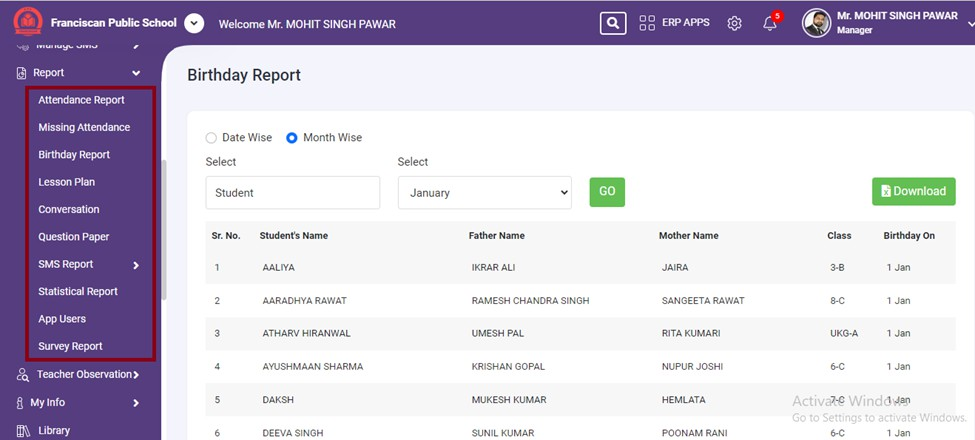 Franciscan Public School
Welcome Mr. MOHIT SINGH PAWAR
ERP APPS
5
Mr. MOHIT SINGH PAWAR
Manager
Manage SMS
Report
Attendance Report
Missing Attendance
Birthday Report
Lesson Plan
Conversation
Question Paper
SMS Report
Statistical Report
App Users
Survey Report
Teacher Observation
My Info
Library
Birthday Report
Date Wise Month Wise
Select Select
Student January GO Download
Sr. No. Student's Name Father Name Mother Name Class Birthday On
1 AALIYA IKRAR ALI JAIRA 3-B 1 Jan
2 AARADHYA RAWAT RAMESH CHANDRA SINGH SANGEETA RAWAT 8-C 1 Jan
3 ATHARV HIRANWAL UMESH PAL RITA KUMARI UKG-A 1 Jan
4 AYUSHMAAN SHARMA KRISHAN GOPAL NUPUR JOSHI 6-C 1 Jan
5 DAKSH MUKESH KUMAR HEMLATA 7-C 1 Jan
6 DEEVA SINGH SUNIL KUMAR POONAM RANI 6-C 1 Jan
Activate Windows
Go to Settings to activate Windows.